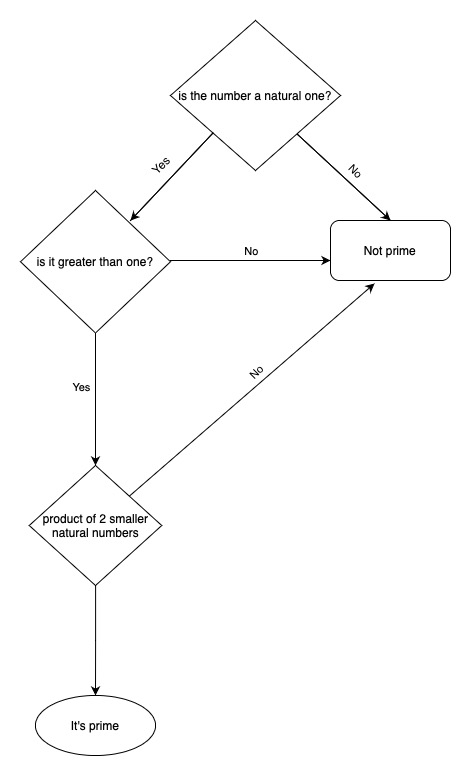 is the number a natural one?
Yes
No
is it greater than one?
No
Not prime
No
Yes
product of 2 smaller
natural numbers
It's prime